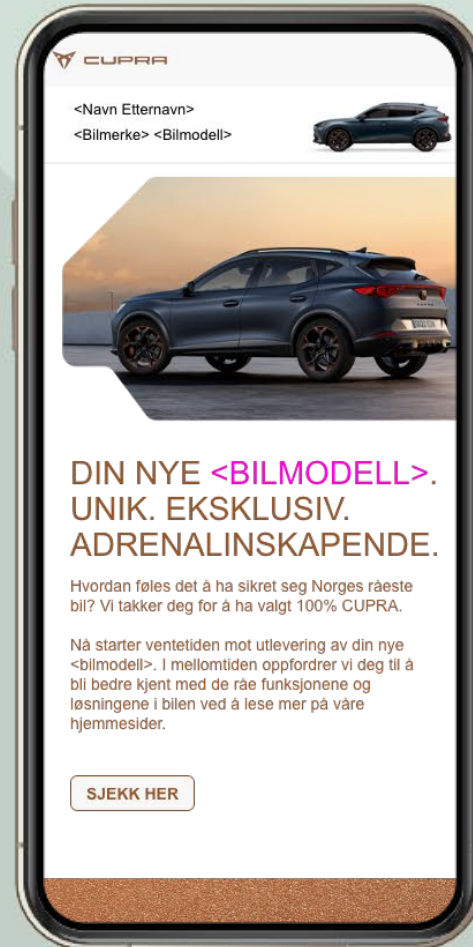 CUPRA
<Navn Etternavn>
<Bilmerke> <Bilmodell>
DIN NYE <BILMODELL>.
UNIK. EKSKLUSIV.
ADRENALINSKAPENDE.
Hvordan føles det å ha sikret seg Norges råeste
bil? Vi takker deg for å ha valgt 100% CUPRA.
Nå starter ventetiden mot utlevering av din nye
<bilmodell>. I mellomtiden oppfordrer vi deg til å
bli bedre kjent med de råe funksjonene og
løsningene i bilen ved å lese mer på våre
hjemmesider.
SJEKK HER